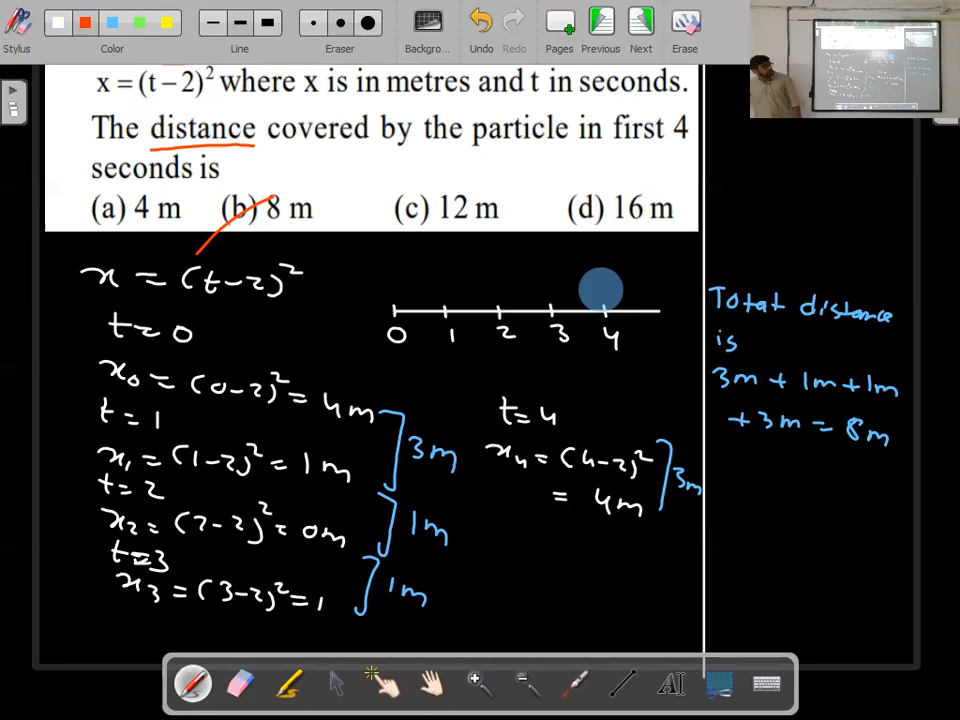 Stylus
Color
Line
Eraser
Backgro...
Undo
Redo
Pages
Previous
Next
Erase
x = (t – 2)² where x is in metres and t in seconds.
The distance covered by the particle in first 4
seconds is
(a) 4 m (b) 8 m (c) 12 m (d) 16 m
x = (t-2)²
t = 0
x₀ = (0-2)² = 4m
t = 1
x₁ = (1-2)² = 1m
t = 2
x₂ = (2-2)² = 0m
t = 3
x₃ = (3-2)² = 1
3m
1m
1m
0 1 2 3 4
t = 4
x₄ = (4-2)²
= 4m
3m
Total distance
is
3m + 1m + 1m
+ 3m = 8m
AI